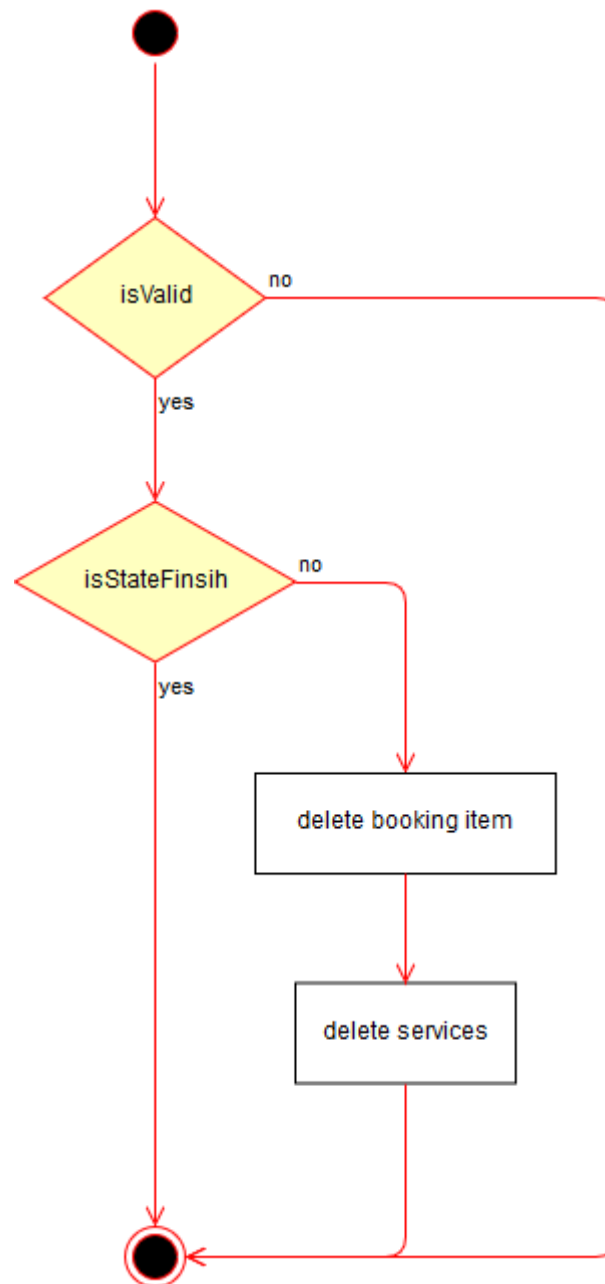 isValid
no
yes
isStateFinsih
no
yes
delete booking item
delete services